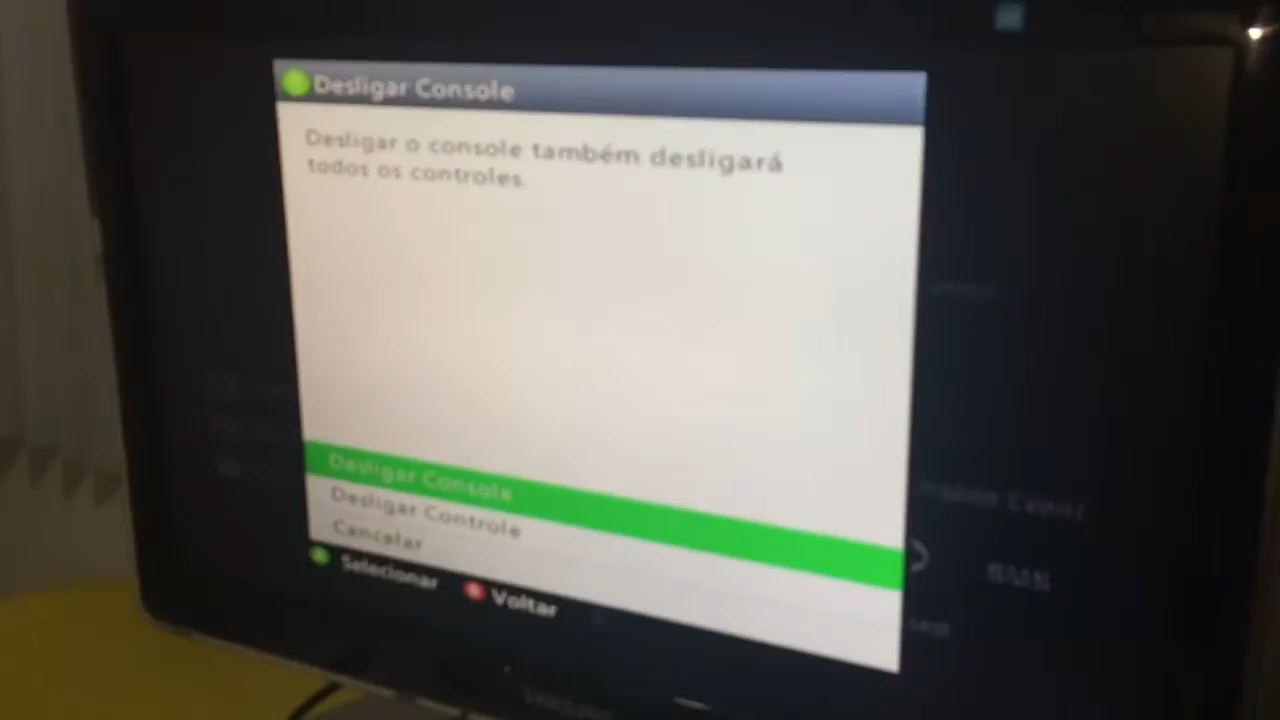 Desligar Console
Desligar o console também desligará
todos os controles.
Desligar Console
Desligar Controle
Cancelar
Selecionar Voltar